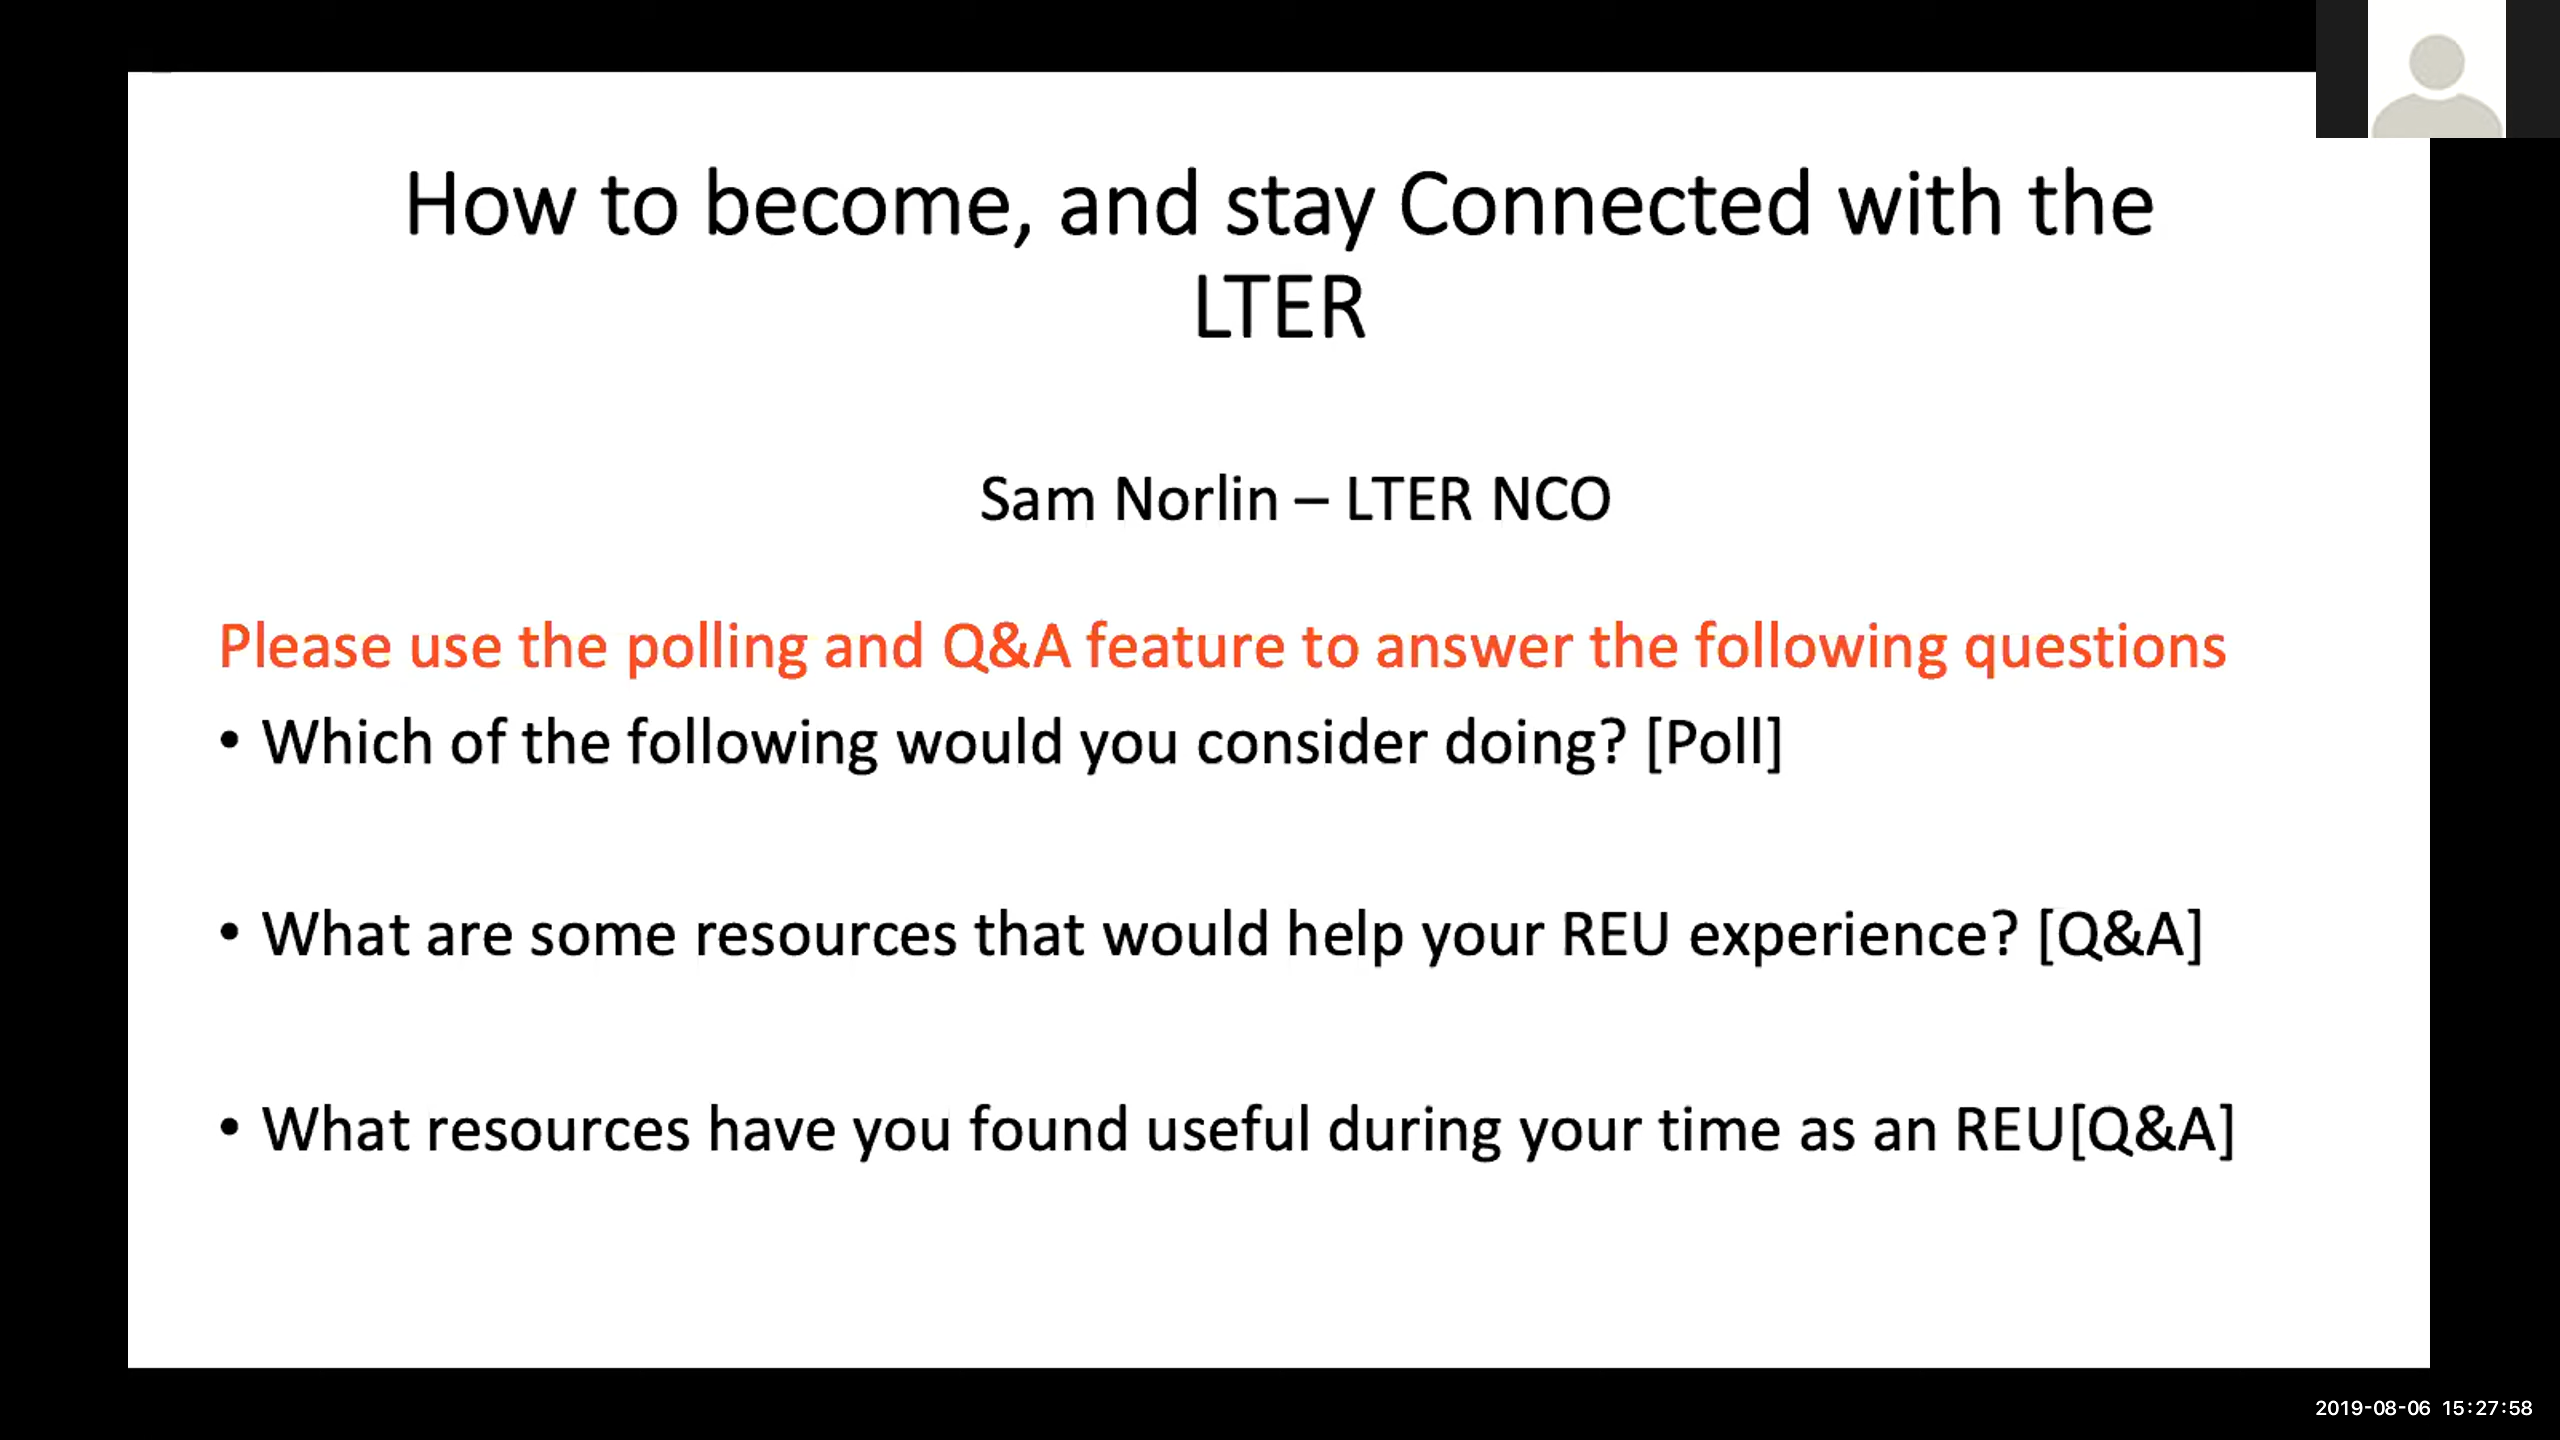 How to become, and stay Connected with the
LTER
Sam Norlin – LTER NCO
Please use the polling and Q&A feature to answer the following questions
• Which of the following would you consider doing? [Poll]
• What are some resources that would help your REU experience? [Q&A]
• What resources have you found useful during your time as an REU[Q&A]
2019-08-06 15:27:58